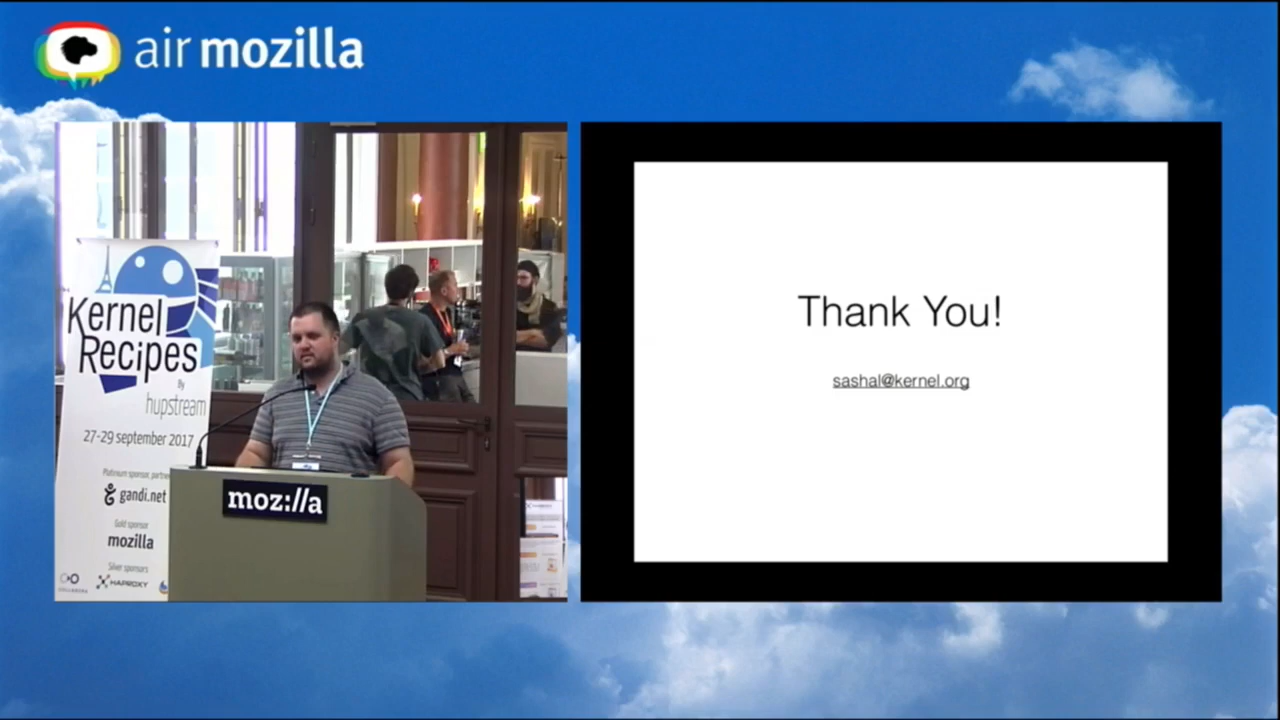 air mozilla
Kernel
Recipes
By
hupstream
27-29 september 2017
Platinum sponsor, partner
gandi.net
Gold sponsor
mozilla
Silver sponsors
HAPROXY
moz://a
Thank You!
sashal@kernel.org